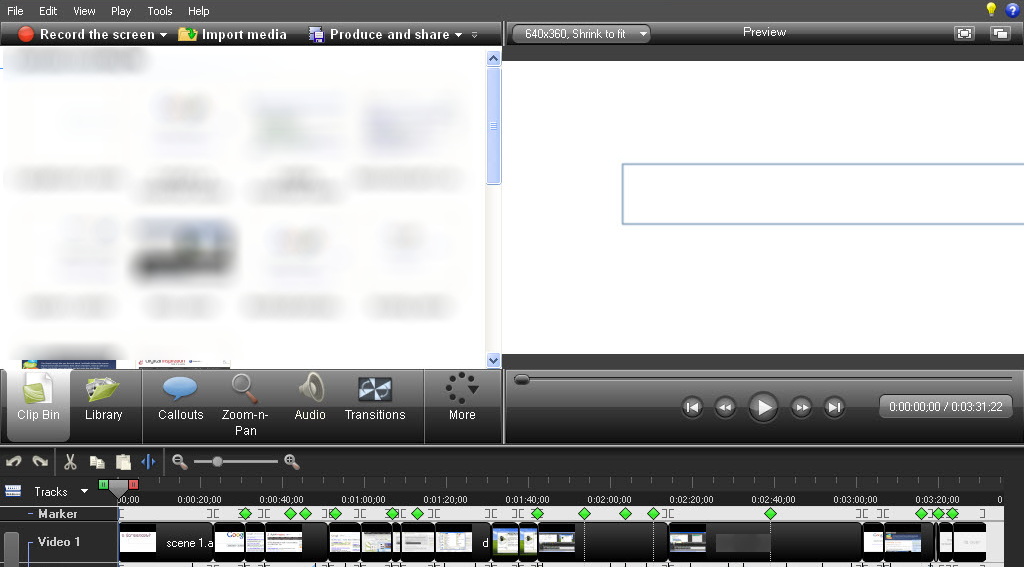 File Edit View Play Tools Help
Record the screen Import media Produce and share
640x360, Shrink to fit Preview
Clip Bin Library Callouts Zoom-n-Pan Audio Transitions More
0:00:00;00 / 0:03:31;22
Tracks 00;00 0:00:20;00 0:00:40;00 0:01:00;00 0:01:20;00 0:01:40;00 0:02:00;00 0:02:20;00 0:02:40;00 0:03:00;00 0:03:20;00 0
- Marker
Video 1 scene 1.a d